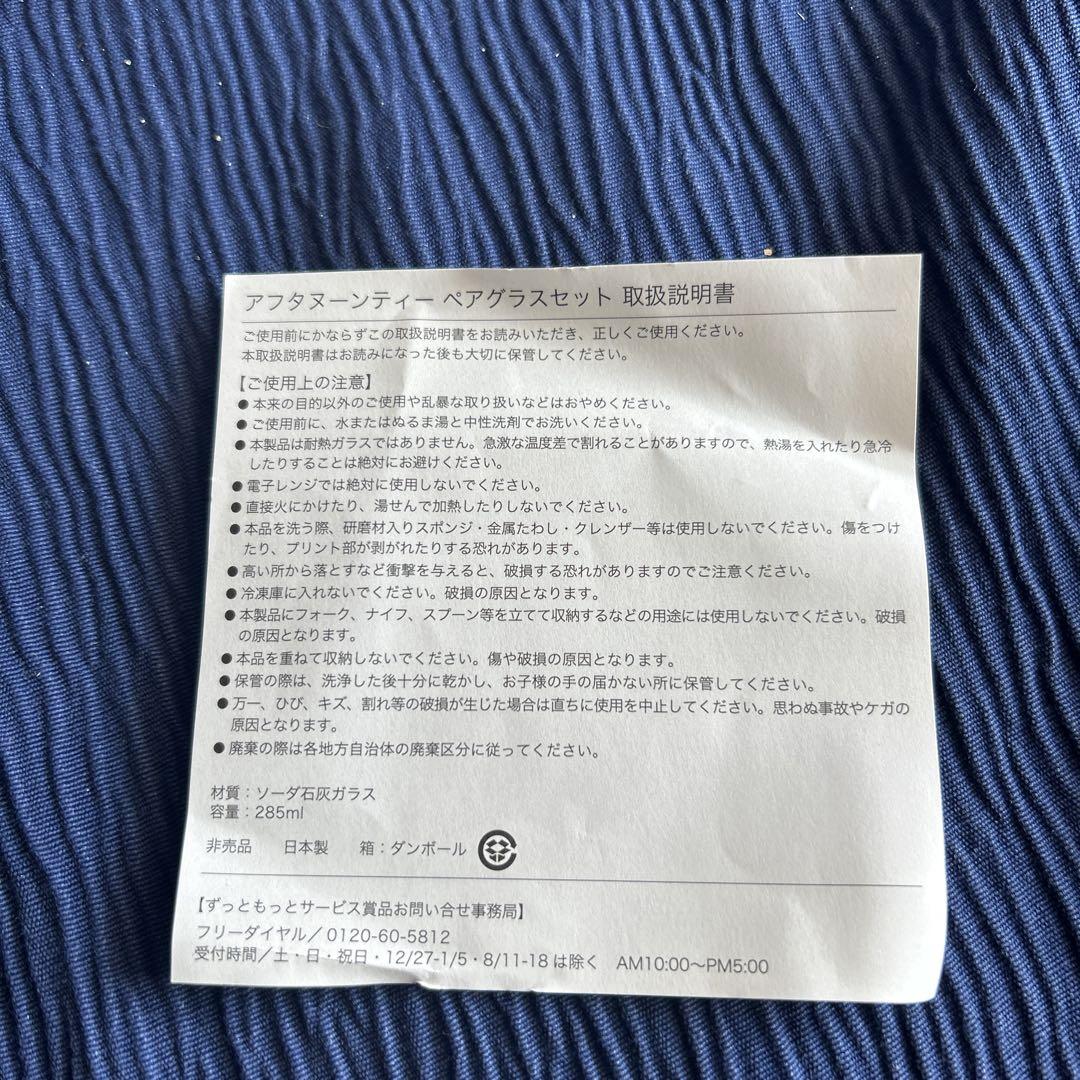 アフタヌーンティー ペアグラスセット 取扱説明書
ご使用前にかならずこの取扱説明書をお読みいただき、正しくご使用ください。
本取扱説明書はお読みになった後も大切に保管してください。
【ご使用上の注意】
●本来の目的以外のご使用や乱暴な取り扱いなどはおやめください。
●ご使用前に、水またはぬるま湯と中性洗剤でお洗いください。
●本製品は耐熱ガラスではありません。急激な温度差で割れることがありますので、熱湯を入れたり急冷
したりすることは絶対にお避けください。
●電子レンジでは絶対に使用しないでください。
●直接火にかけたり、湯せんで加熱したりしないでください。
●本品を洗う際、研磨材入りスポンジ・金属たわし・クレンザー等は使用しないでください。傷をつけ
たり、プリント部が剥がれたりする恐れがあります。
●高い所から落とすなど衝撃を与えると、破損する恐れがありますのでご注意ください。
●冷凍庫に入れないでください。破損の原因となります。
●本製品にフォーク、ナイフ、スプーン等を立てて収納するなどの用途には使用しないでください。破損
の原因となります。
●本品を重ねて収納しないでください。傷や破損の原因となります。
●保管の際は、洗浄した後十分に乾かし、お子様の手の届かない所に保管してください。
●万一、ひび、キズ、割れ等の破損が生じた場合は直ちに使用を中止してください。思わぬ事故やケガの
原因となります。
●廃棄の際は各地方自治体の廃棄区分に従ってください。
材質：ソーダ石灰ガラス
容量：285ml
非売品 日本製 箱：ダンボール
【ずっともっとサービス賞品お問い合せ事務局】
フリーダイヤル／0120-60-5812
受付時間／土・日・祝日・12/27-1/5・8/11-18は除く AM10:00〜PM5:00